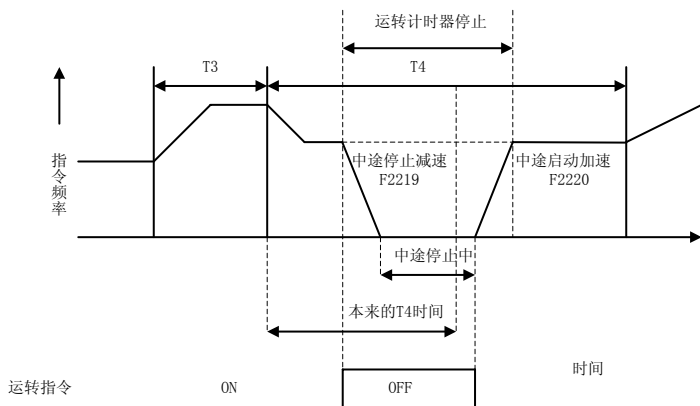 运转计时器停止
T3
T4
指令频率
中途停止减速
F2219
中途启动加速
F2220
中途停止中
本来的T4时间
时间
运转指令
ON
OFF